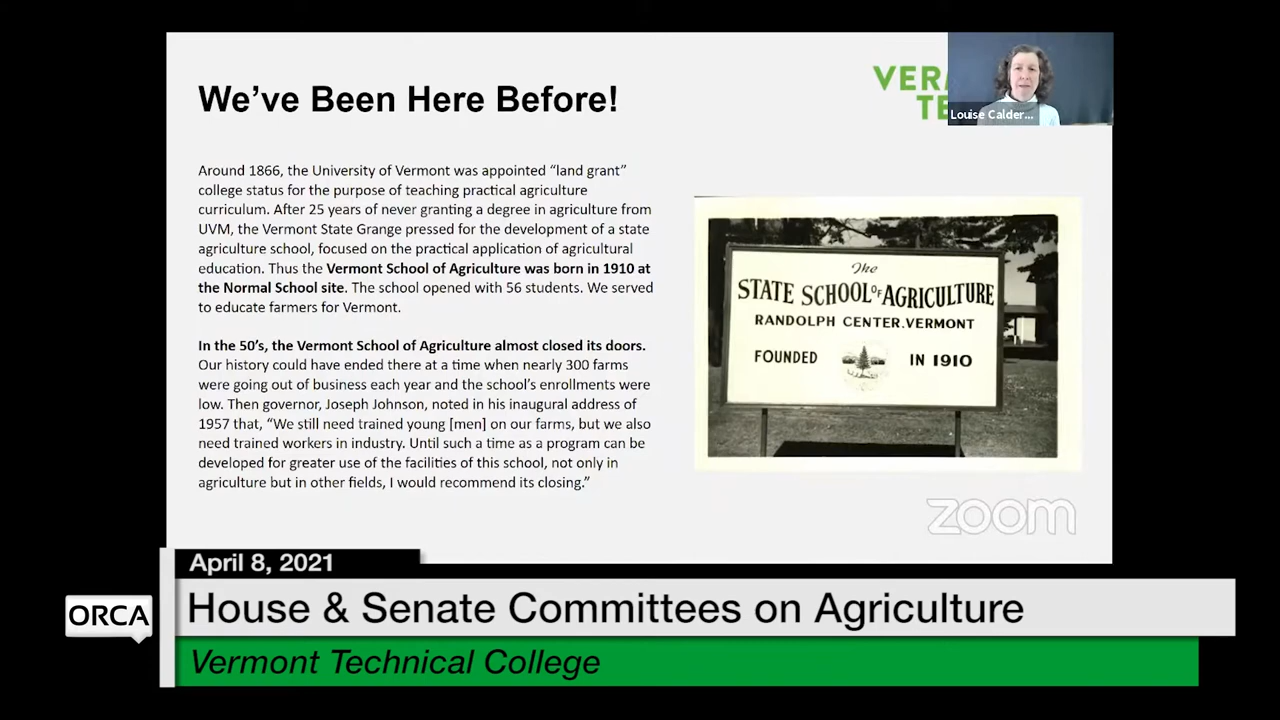 We've Been Here Before!
Louise Calder...
Around 1866, the University of Vermont was appointed “land grant”
college status for the purpose of teaching practical agriculture
curriculum. After 25 years of never granting a degree in agriculture from
UVM, the Vermont State Grange pressed for the development of a state
agriculture school, focused on the practical application of agricultural
education. Thus the Vermont School of Agriculture was born in 1910 at
the Normal School site. The school opened with 56 students. We served
to educate farmers for Vermont.
In the 50's, the Vermont School of Agriculture almost closed its doors.
Our history could have ended there at a time when nearly 300 farms
were going out of business each year and the school's enrollments were
low. Then governor, Joseph Johnson, noted in his inaugural address of
1957 that, “We still need trained young [men] on our farms, but we also
need trained workers in industry. Until such a time as a program can be
developed for greater use of the facilities of this school, not only in
agriculture but in other fields, I would recommend its closing.”
The
STATE SCHOOL OF AGRICULTURE
RANDOLPH CENTER. VERMONT
FOUNDED IN 1910
zoom
April 8, 2021
ORCA
House & Senate Committees on Agriculture
Vermont Technical College